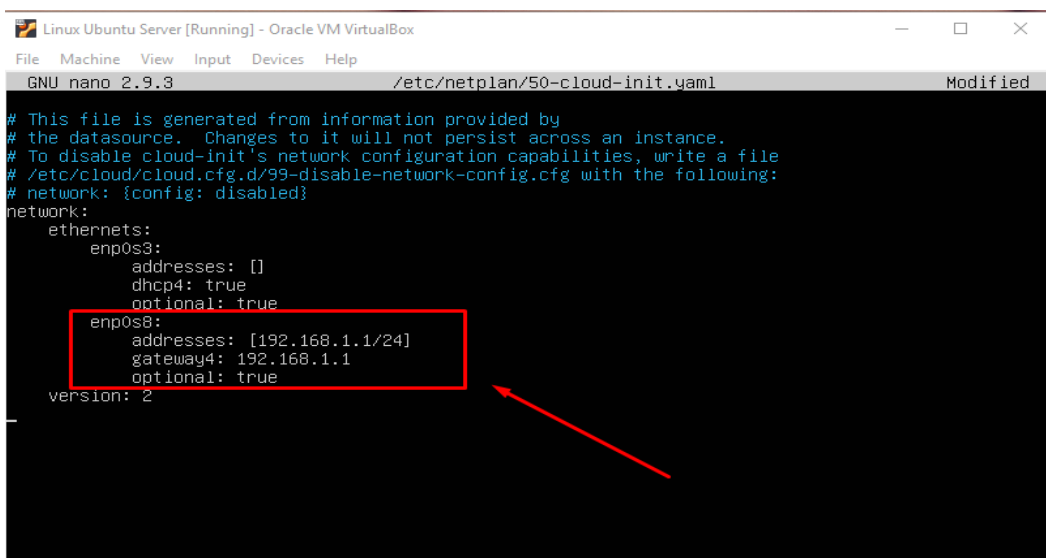 Linux Ubuntu Server [Running] - Oracle VM VirtualBox
File Machine View Input Devices Help
GNU nano 2.9.3 /etc/netplan/50-cloud-init.yaml Modified
# This file is generated from information provided by
# the datasource.  Changes to it will not persist across an instance.
# To disable cloud-init's network configuration capabilities, write a file
# /etc/cloud/cloud.cfg.d/99-disable-network-config.cfg with the following:
# network: {config: disabled}
network:
    ethernets:
        enp0s3:
            addresses: []
            dhcp4: true
            optional: true
        enp0s8:
            addresses: [192.168.1.1/24]
            gateway4: 192.168.1.1
            optional: true
    version: 2